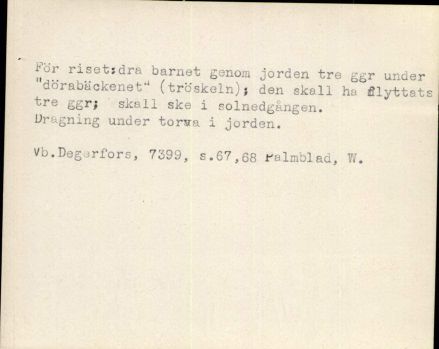 För riset:dra barnet genom jorden tre ggr under
"dörabäckenet" (tröskeln); den skall ha flyttats
tre ggr; skall ske i solnedgången.
Dragning under torva i jorden.
Vb.Degerfors, 7399, s.67,68 Palmblad, W.